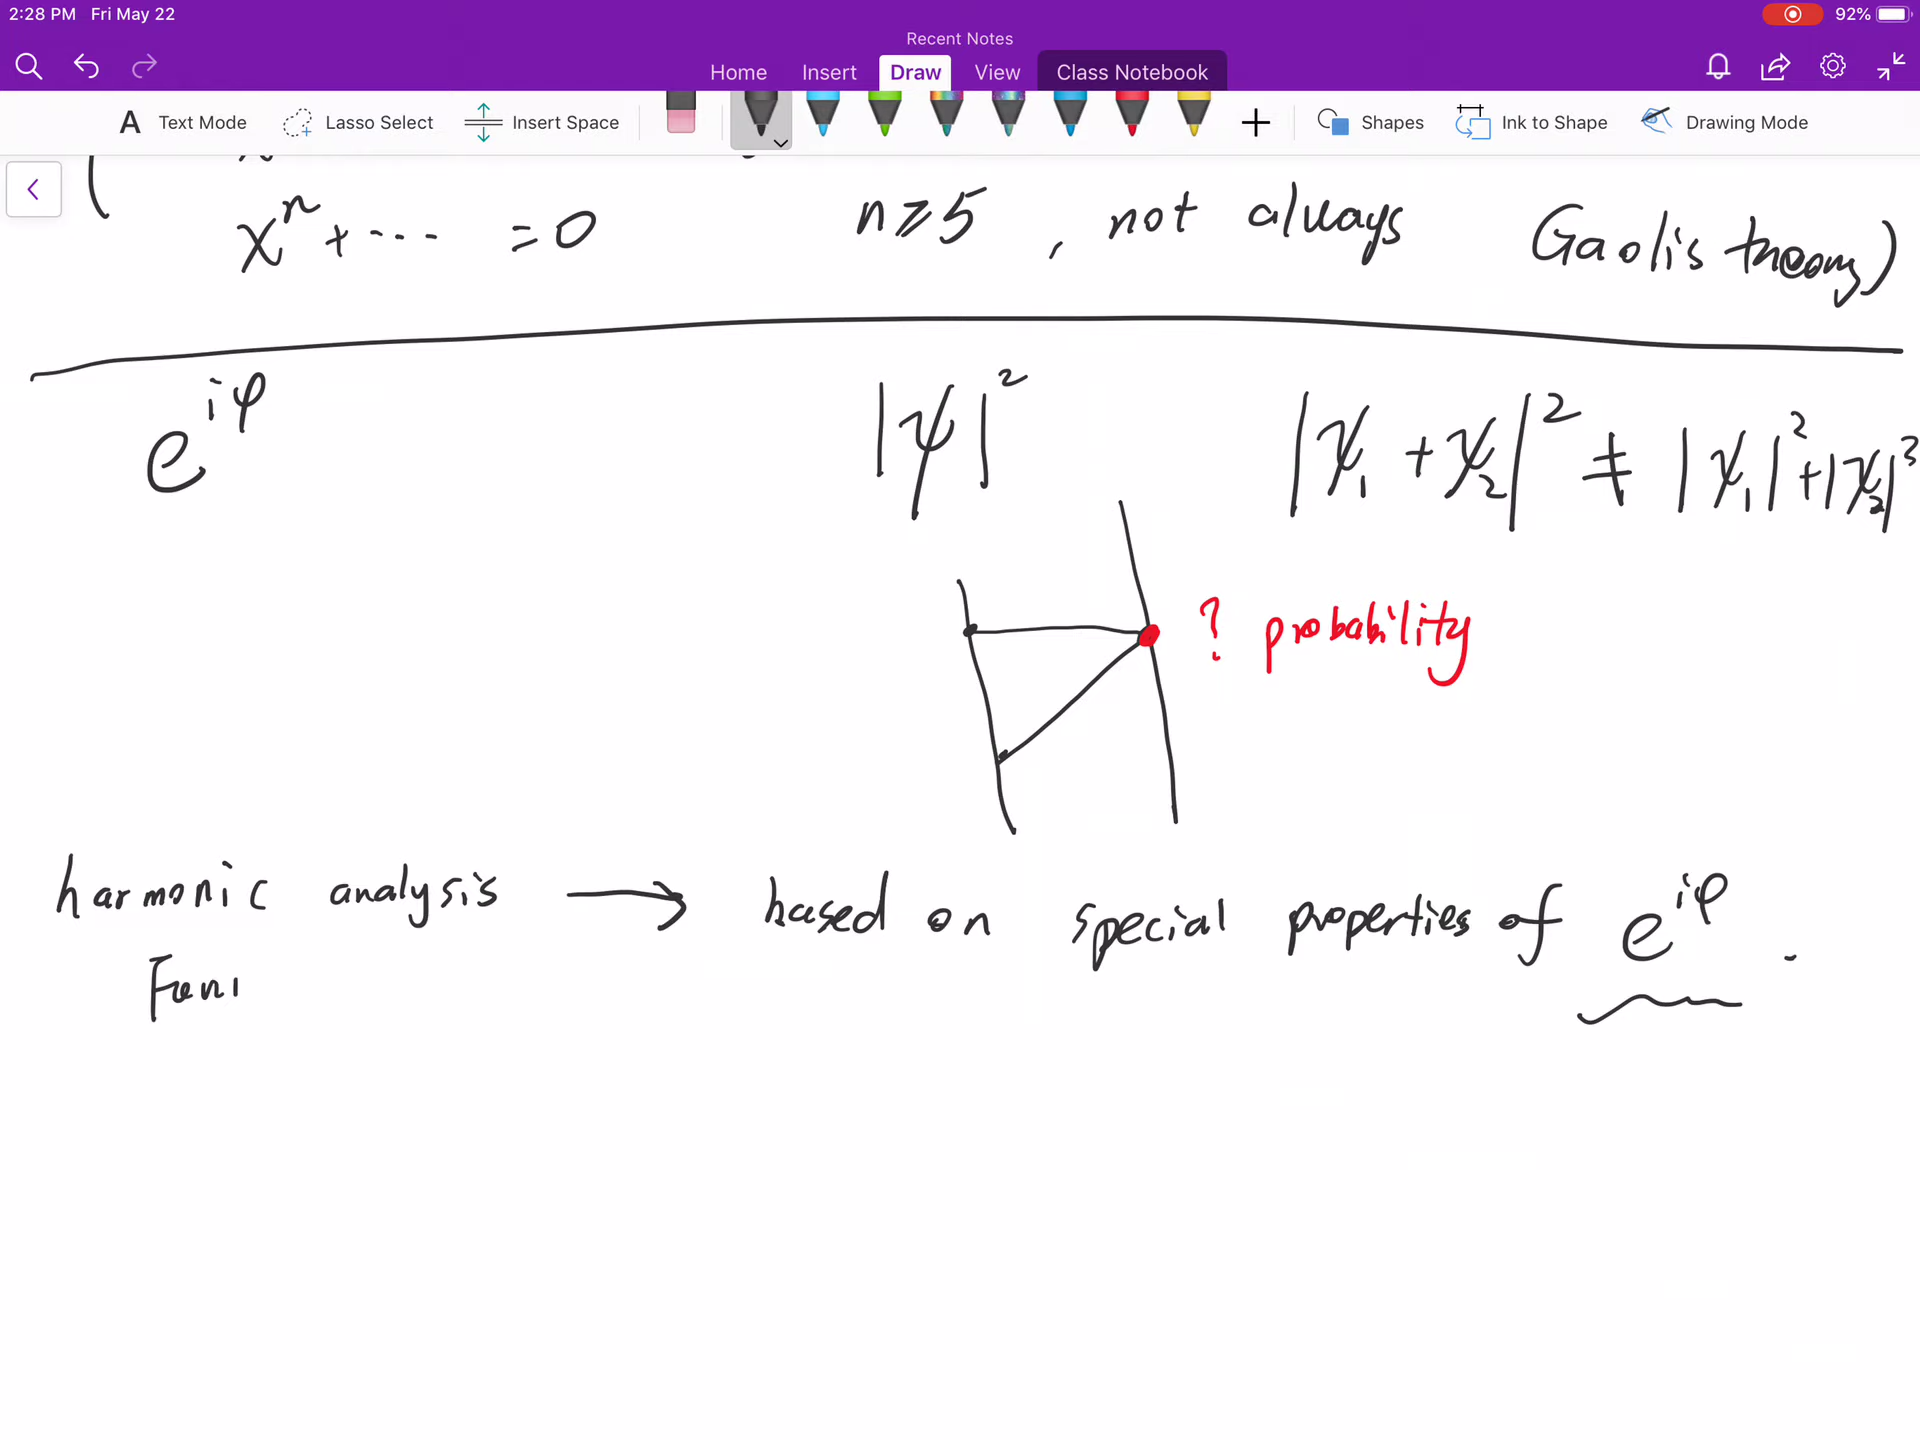 2:28 PM Fri May 22
92%
Recent Notes
Home Insert Draw View Class Notebook
Text Mode Lasso Select Insert Space Shapes Ink to Shape Drawing Mode
xⁿ + ... = 0 n ≥ 5, not always Gaolis theory)
e^{iφ} |ψ|² |ψ₁ + ψ₂|² ≠ |ψ₁|² + |ψ₂|³
? probability
harmonic analysis → based on special properties of e^{iφ}.